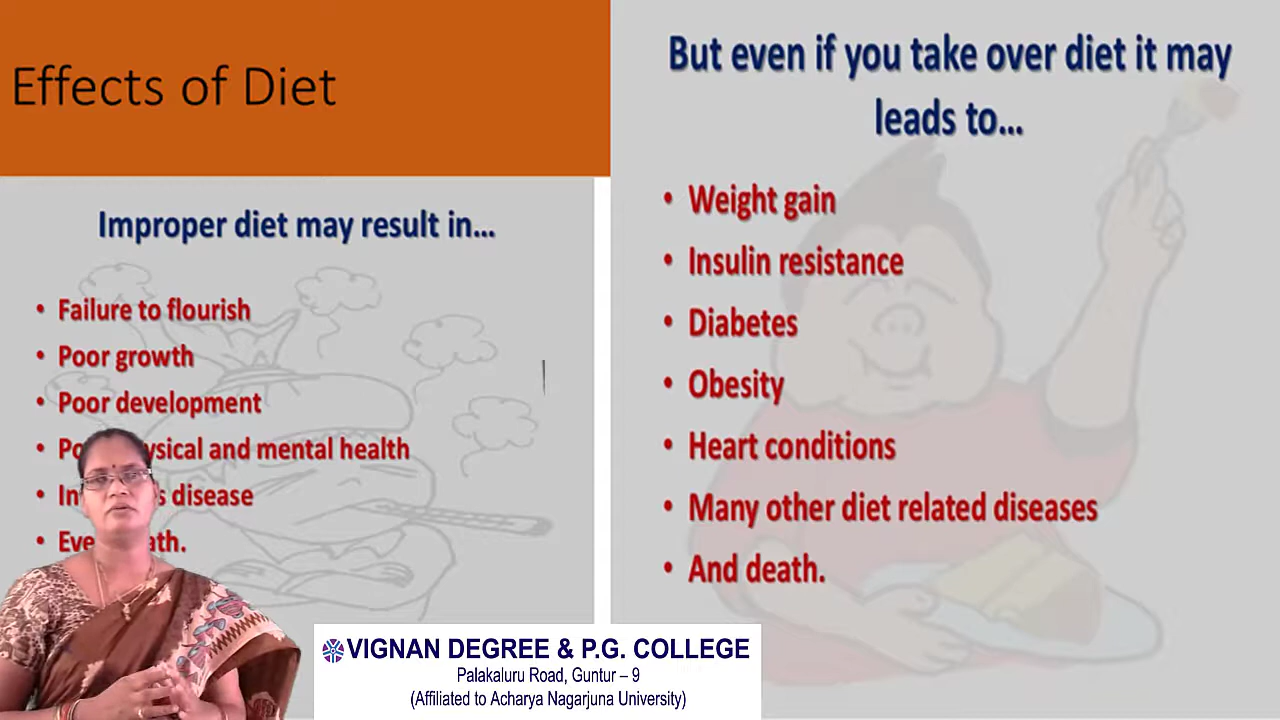 Effects of Diet
Improper diet may result in...
• Failure to flourish
• Poor growth
• Poor development
• ysical and mental health
• In s disease
• Eve ath.
But even if you take over diet it may
leads to...
• Weight gain
• Insulin resistance
• Diabetes
• Obesity
• Heart conditions
• Many other diet related diseases
• And death.
VIGNAN DEGREE & P.G. COLLEGE
Palakaluru Road, Guntur – 9
(Affiliated to Acharya Nagarjuna University)